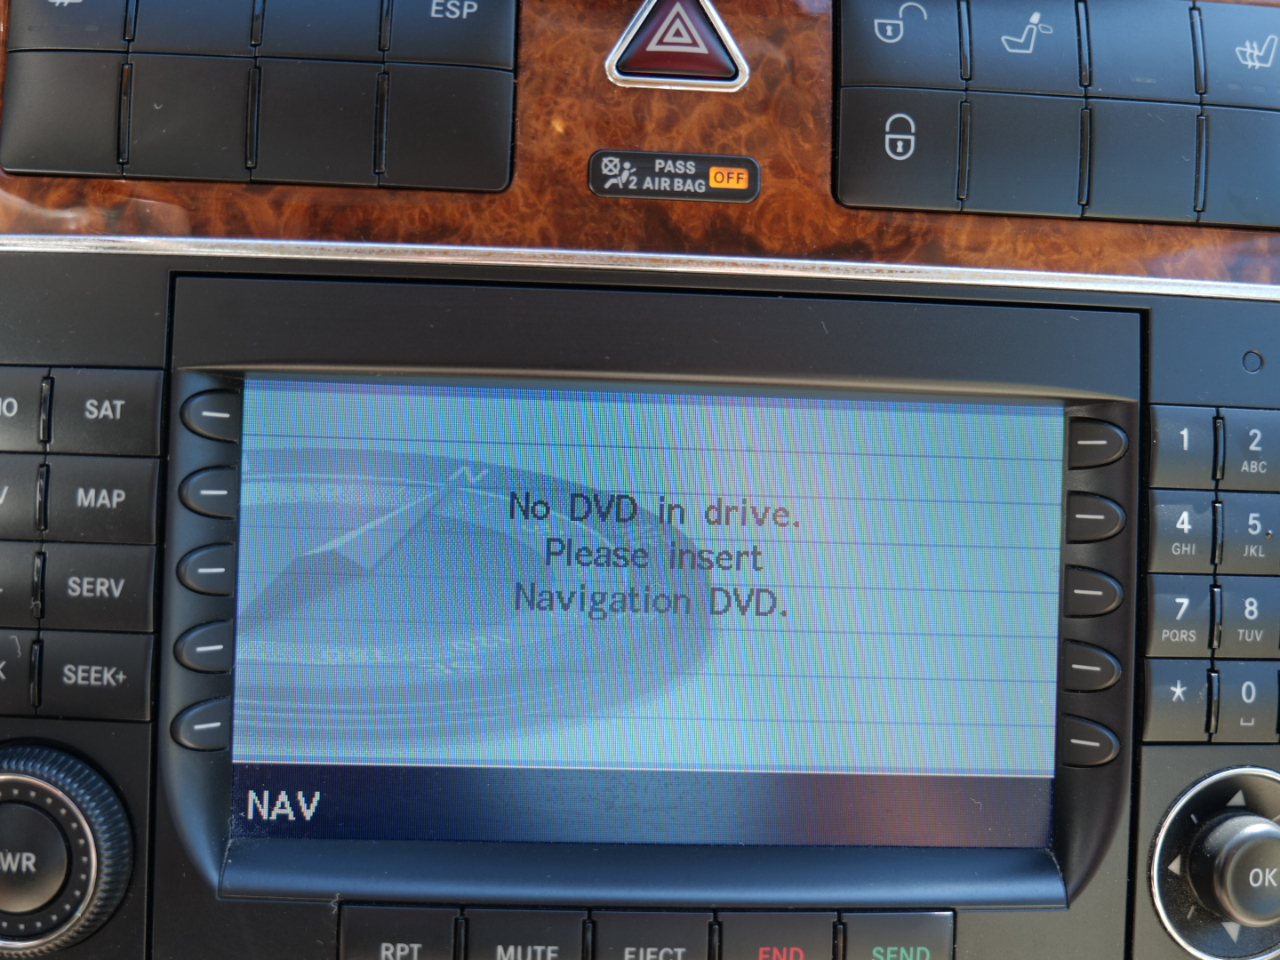 ESP
PASS
2 AIR BAG OFF
SAT
MAP
SERV
SEEK+
No DVD in drive.
Please insert
Navigation DVD.
NAV
1
2
ABC
4
GHI
5
JKL
7
PQRS
8
TUV
*
0
WR
OK
RPT
MUTE
EJECT
END
SEND